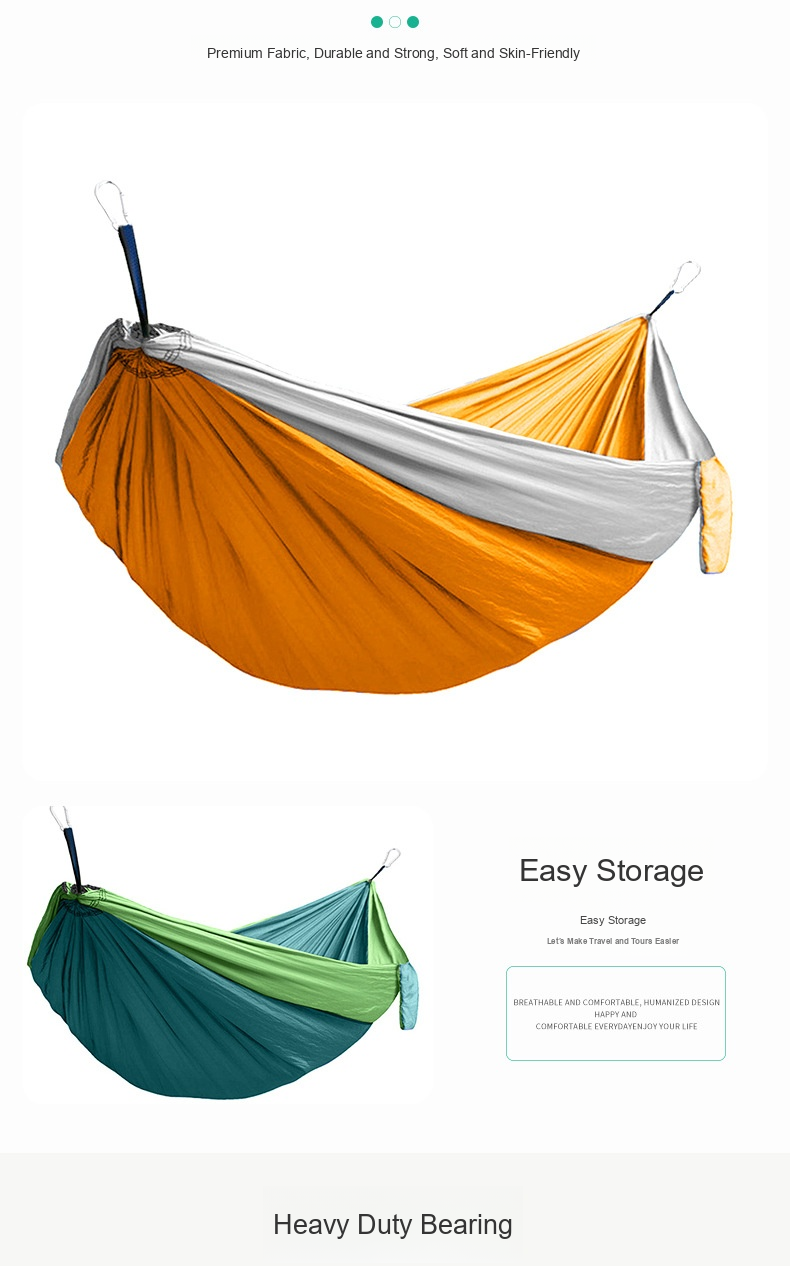 Premium Fabric, Durable and Strong, Soft and Skin-Friendly
Easy Storage
Easy Storage
Let's Make Travel and Tours Easier
BREATHABLE AND COMFORTABLE, HUMANIZED DESIGN
HAPPY AND
COMFORTABLE EVERYDAYENJOY YOUR LIFE
Heavy Duty Bearing